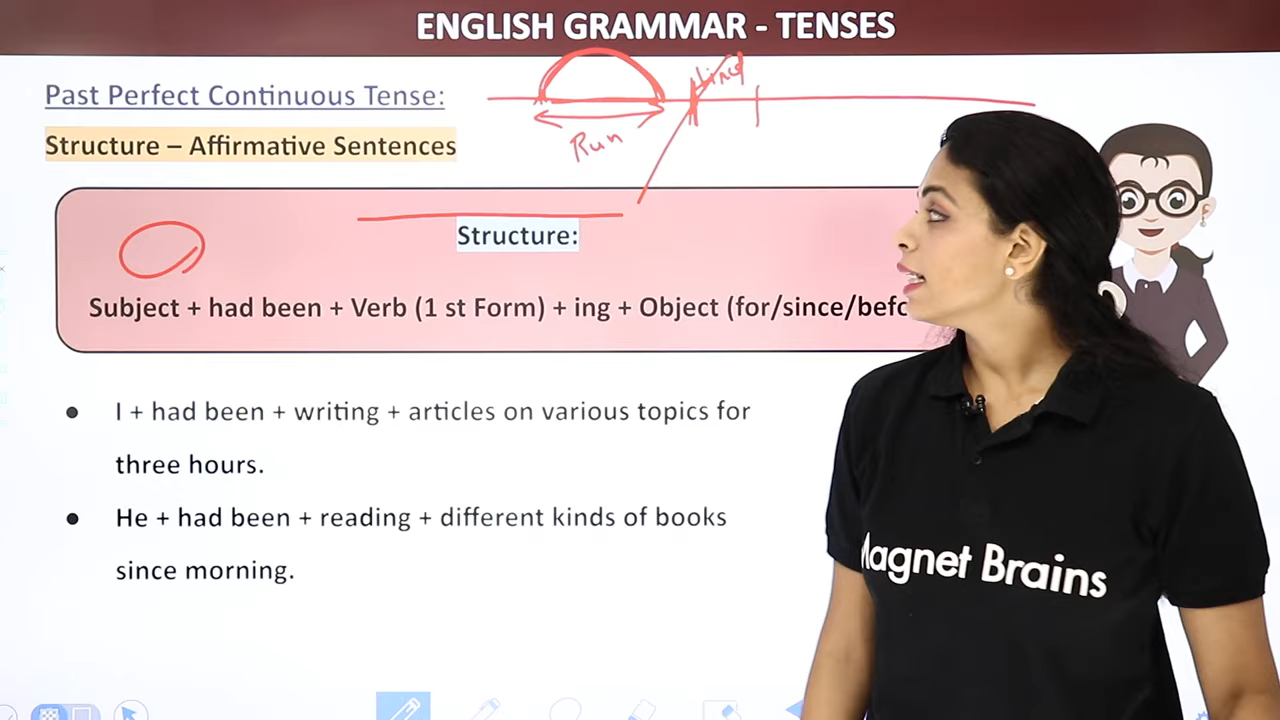 ENGLISH GRAMMAR - TENSES
Past Perfect Continuous Tense:
Structure – Affirmative Sentences
Run
Structure:
Subject + had been + Verb (1 st Form) + ing + Object (for/since/befo
● I + had been + writing + articles on various topics for
three hours.
● He + had been + reading + different kinds of books
since morning.
Magnet Brains